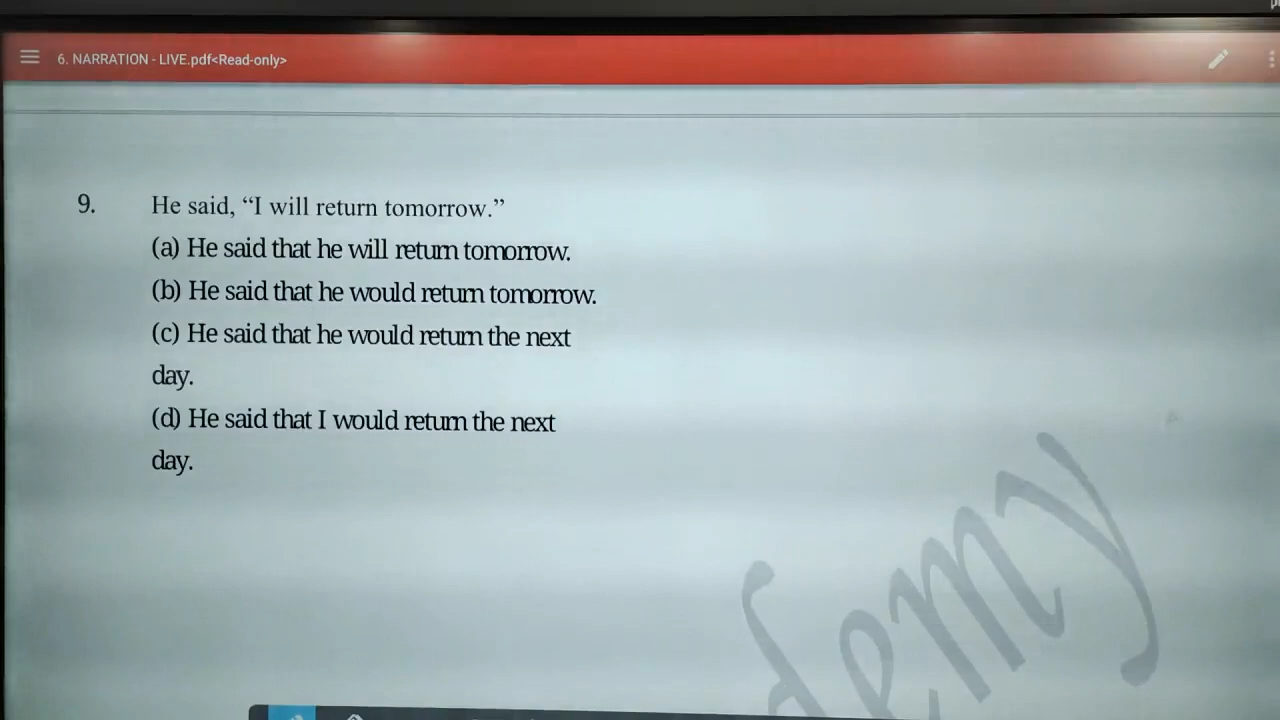 6. NARRATION - LIVE.pdf<Read-only>
9. He said, “I will return tomorrow.”
(a) He said that he will return tomorrow.
(b) He said that he would return tomorrow.
(c) He said that he would return the next
day.
(d) He said that I would return the next
day.
demy